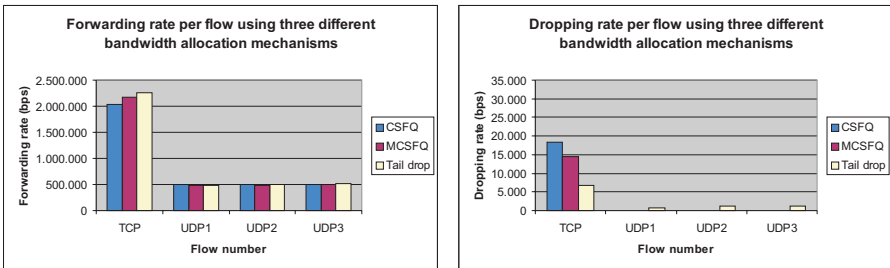 Forwarding rate per flow using three different
bandwidth allocation mechanisms
Forwarding rate (bps)
2.500.000
2.000.000
1.500.000
1.000.000
500.000
0
TCP
UDP1
UDP2
UDP3
Flow number
CSFQ
MCSFQ
Tail drop
Dropping rate per flow using three different
bandwidth allocation mechanisms
Dropping rate (bps)
35.000
30.000
25.000
20.000
15.000
10.000
5.000
0
TCP
UDP1
UDP2
UDP3
Flow number
CSFQ
MCSFQ
Tail drop